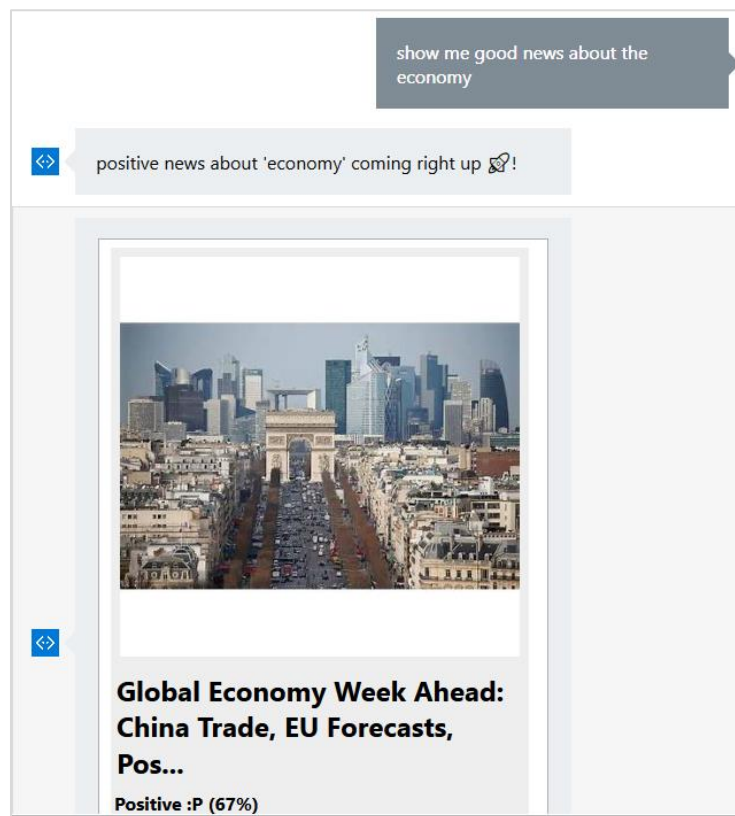 show me good news about the
economy
positive news about 'economy' coming right up 🚀!
Global Economy Week Ahead:
China Trade, EU Forecasts,
Pos...
Positive :P (67%)